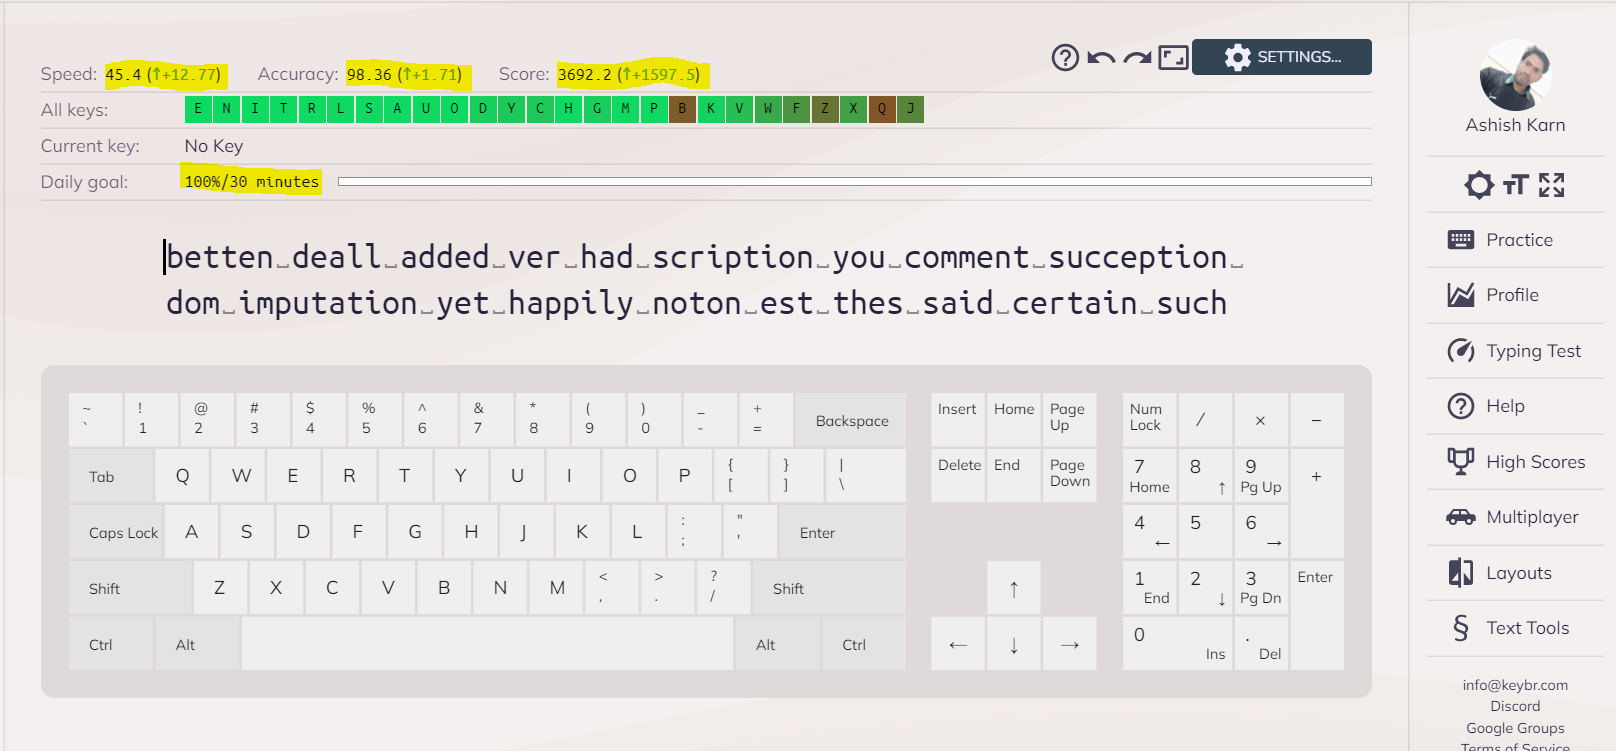 Speed: 45.4 (↑+12.77) Accuracy: 98.36 (↑+1.71) Score: 3692.2 (↑+1597.5)
SETTINGS...
All keys: E N I T R L S A U O D Y C H G M P B K V W F Z X Q J
Current key: No Key
Daily goal: 100%/30 minutes
betten␣deall␣added␣ver␣had␣scription␣you␣comment␣sucception␣
dom␣imputation␣yet␣happily␣noton␣est␣thes␣said␣certain␣such
~ ! @ # $ % ^ & * ( ) _ +
` 1 2 3 4 5 6 7 8 9 0 - = Backspace
Tab Q W E R T Y U I O P { [ } ] | \
Caps Lock A S D F G H J K L : ; " ' Enter
Shift Z X C V B N M < , > . ? / Shift
Ctrl Alt Alt Ctrl
Insert Home Page Up
Delete End Page Down
↑
← ↓ →
Num Lock / × −
7 Home 8 ↑ 9 Pg Up +
4 ← 5 6 →
1 End 2 ↓ 3 Pg Dn Enter
0 Ins . Del
Ashish Karn
Practice
Profile
Typing Test
Help
High Scores
Multiplayer
Layouts
§ Text Tools
info@keybr.com
Discord
Google Groups
Terms of Service